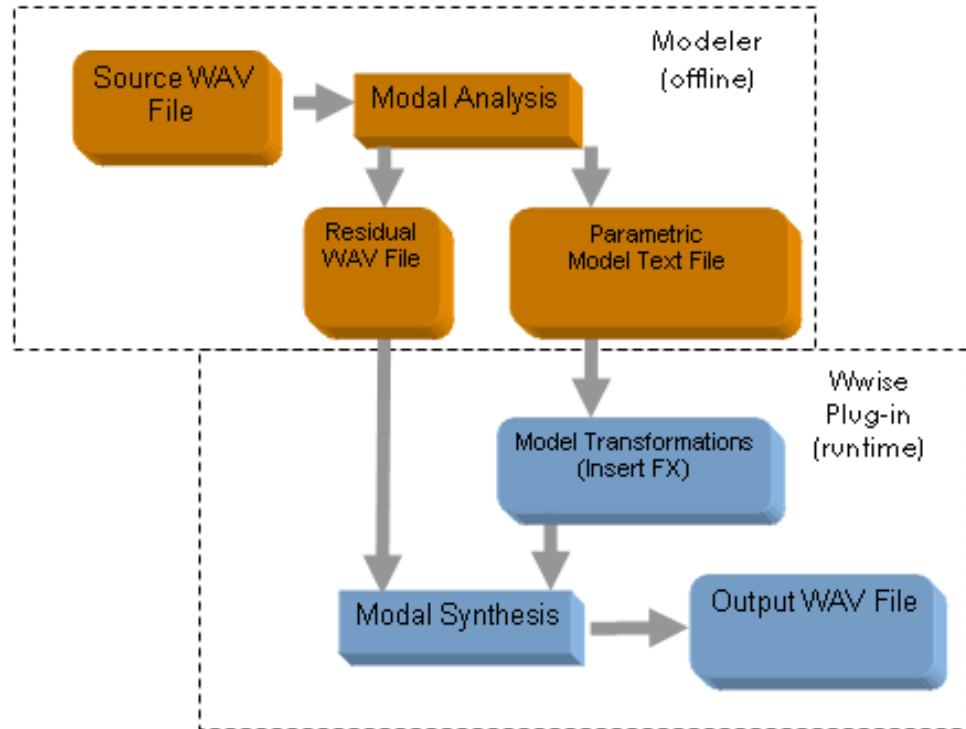 Modeler
(offline)
Source WAV
File
Modal Analysis
Residual
WAV File
Parametric
Model Text File
Wwise
Plug-in
(runtime)
Model Transformations
(Insert FX)
Modal Synthesis
Output WAV File